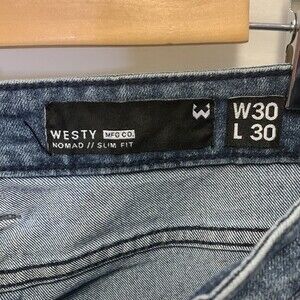 WESTY MFG CO.
NOMAD // SLIM FIT
W30
L 30